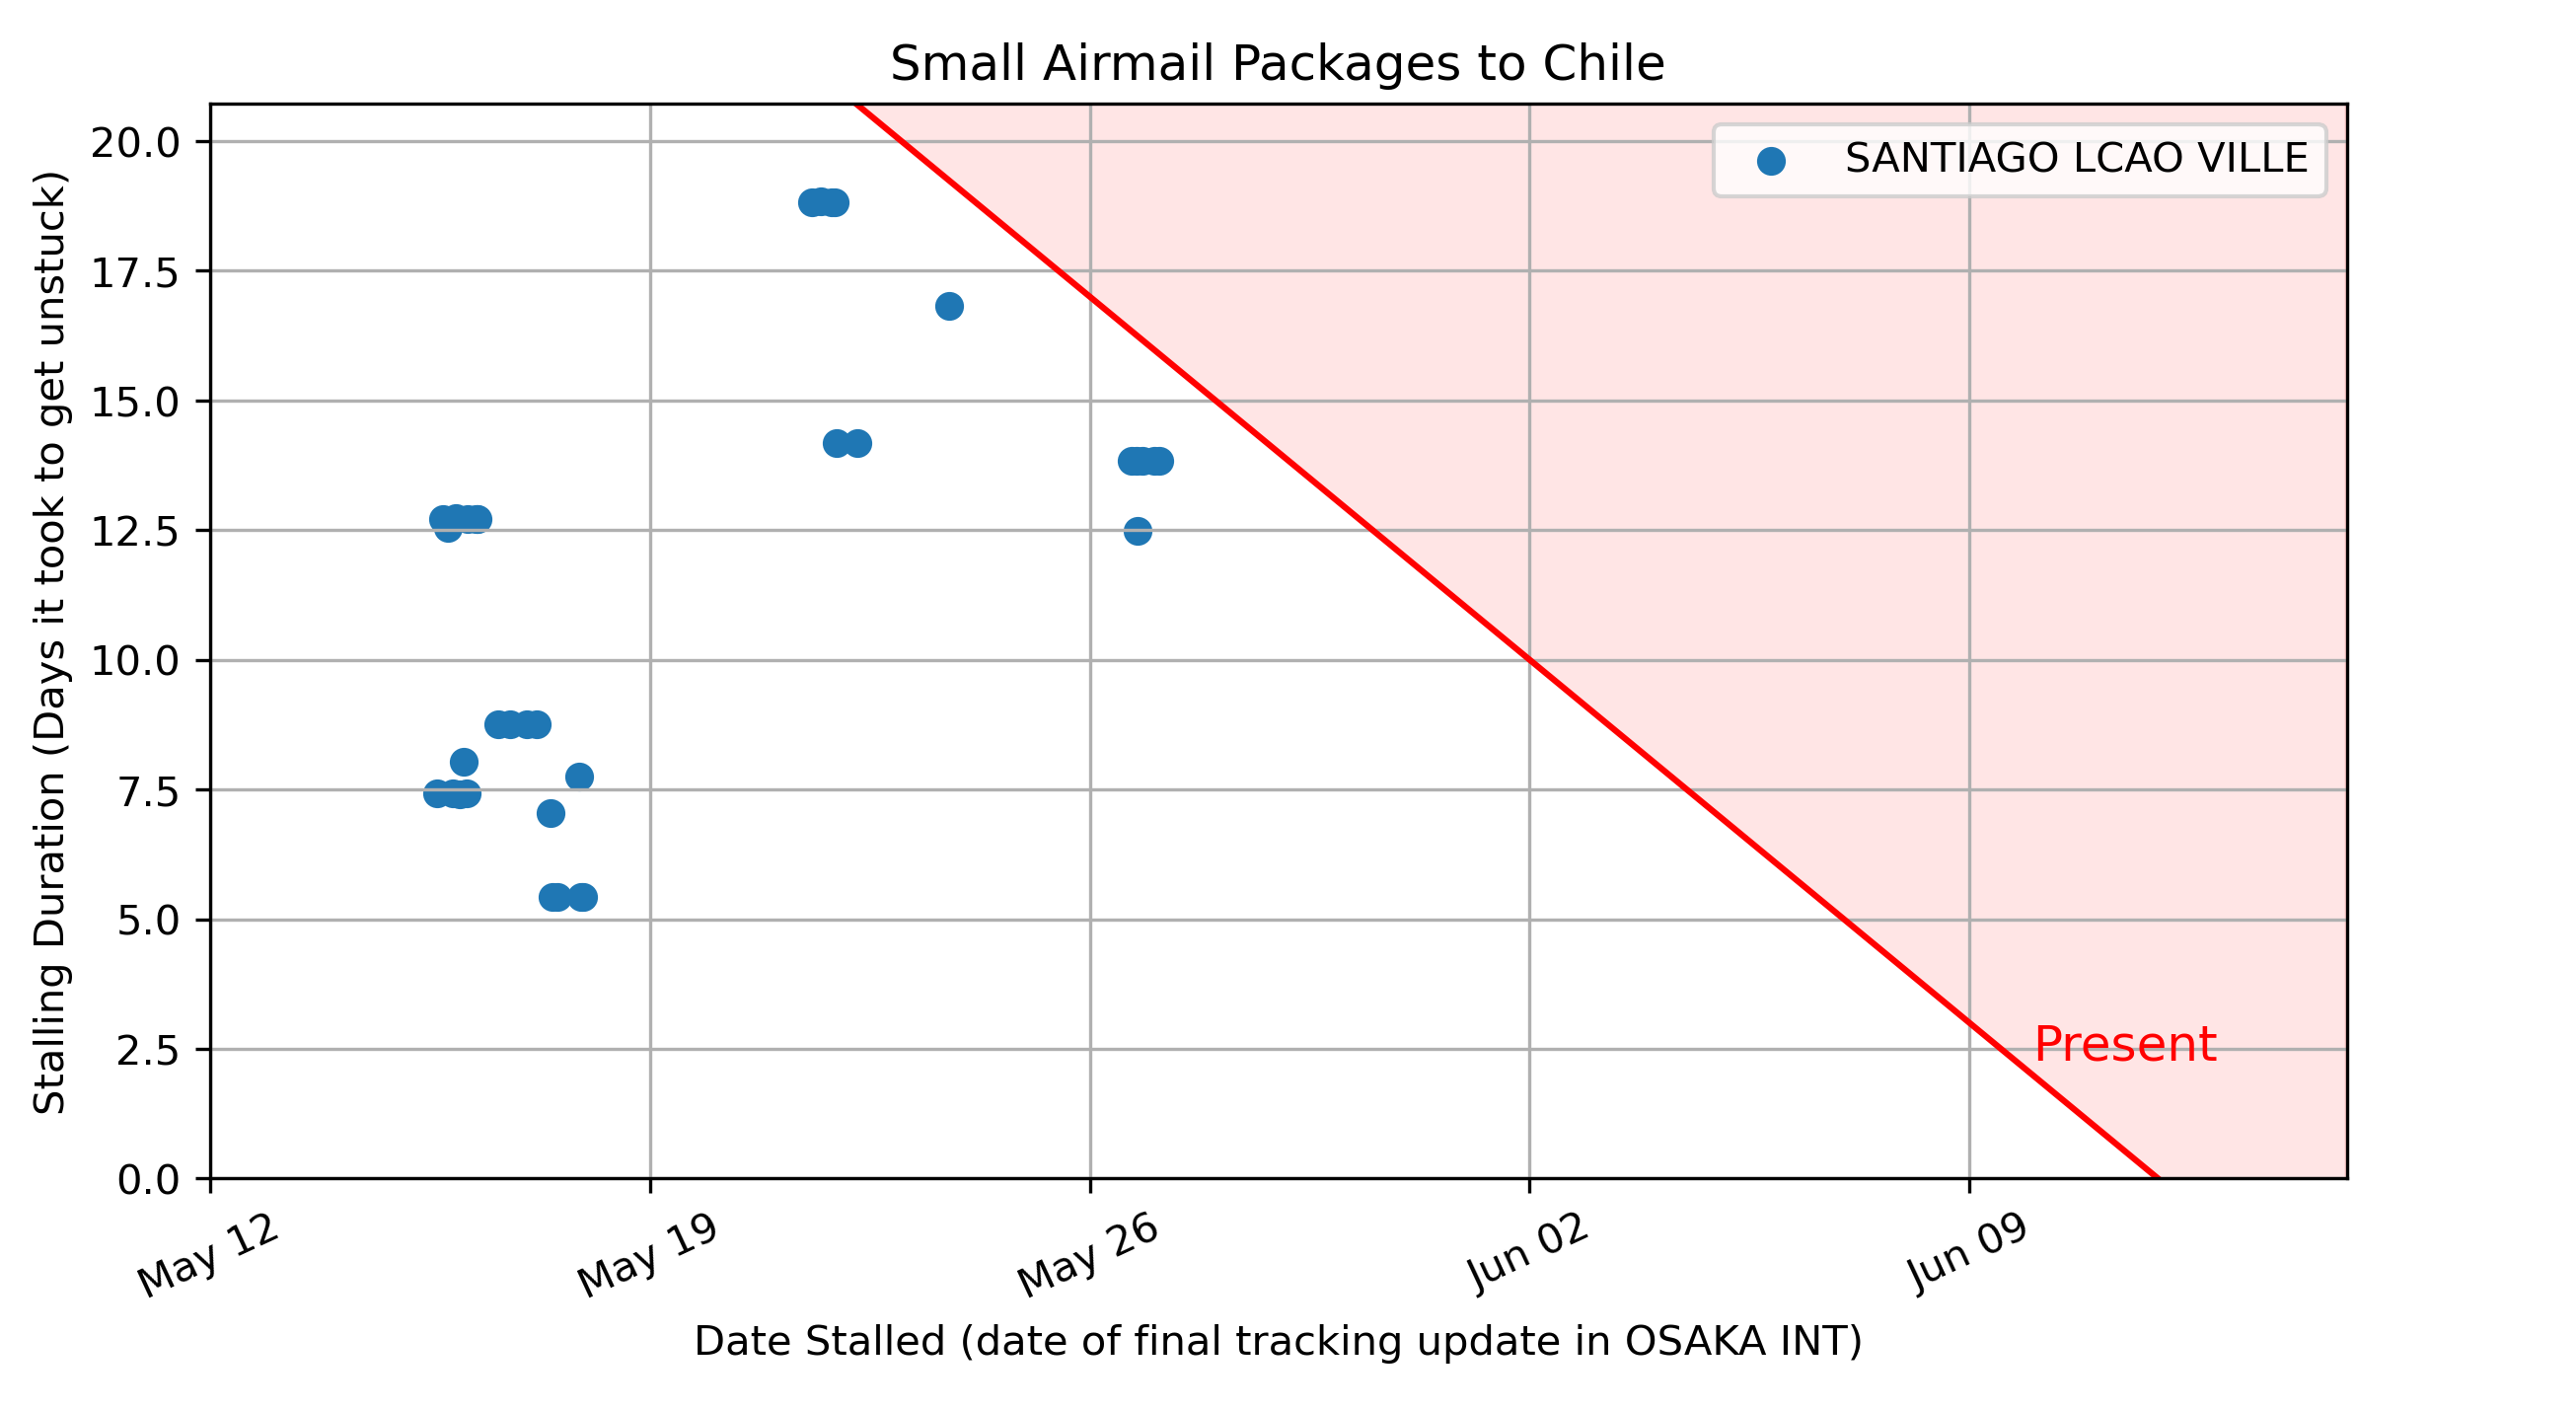 Small Airmail Packages to Chile
SANTIAGO LCAO VILLE
Stalling Duration (Days it took to get unstuck)
20.0
17.5
15.0
12.5
10.0
7.5
5.0
2.5
0.0
Present
May 12
May 19
May 26
Jun 02
Jun 09
Date Stalled (date of final tracking update in OSAKA INT)